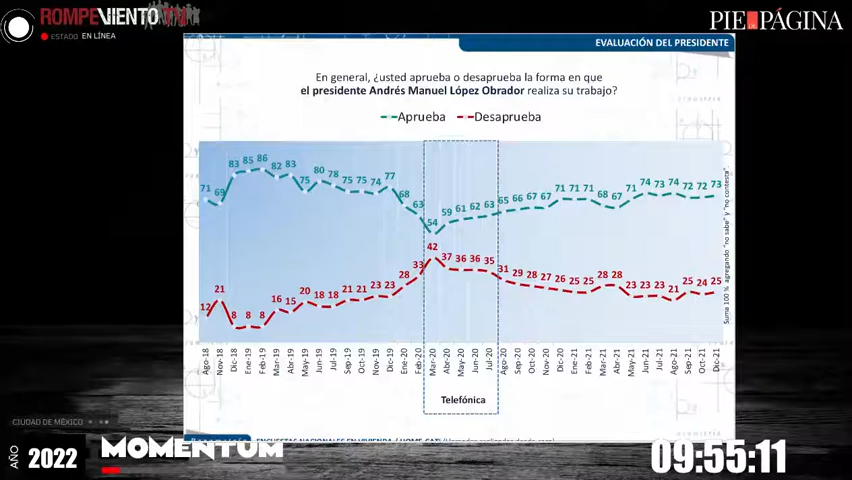 ROMPEVIENTO TV
ESTADO EN LÍNEA
PIE DE PÁGINA
EVALUACIÓN DEL PRESIDENTE
En general, ¿usted aprueba o desaprueba la forma en que
el presidente Andrés Manuel López Obrador realiza su trabajo?
Aprueba Desaprueba
71 69 83 85 86 82 83 75 80 78 75 75 74 77 68 63 54 59 61 62 63 65 66 67 67 71 71 71 68 67 71 74 73 74 72 72 73
12 21 8 8 8 16 15 20 18 18 21 21 23 23 28 33 42 37 36 36 35 31 29 28 27 26 25 25 28 28 23 23 23 21 25 24 25
Suma 100 % agregando "no sabe" y "no contesta"
Ago-18 Nov-18 Dic-18 Ene-19 Feb-19 Mar-19 Abr-19 May-19 Jun-19 Jul-19 Sep-19 Oct-19 Nov-19 Dic-19 Ene-20 Feb-20 Mar-20 Abr-20 May-20 Jun-20 Jul-20 Ago-20 Sep-20 Oct-20 Nov-20 Dic-20 Ene-21 Feb-21 Mar-21 Abr-21 May-21 Jun-21 Jul-21 Ago-21 Sep-21 Oct-21 Dic-21
Telefónica
CIUDAD DE MÉXICO
ENCUESTAS NACIONALES EN VIVIENDA
AÑO 2022
MOMENTUM
09:55:11